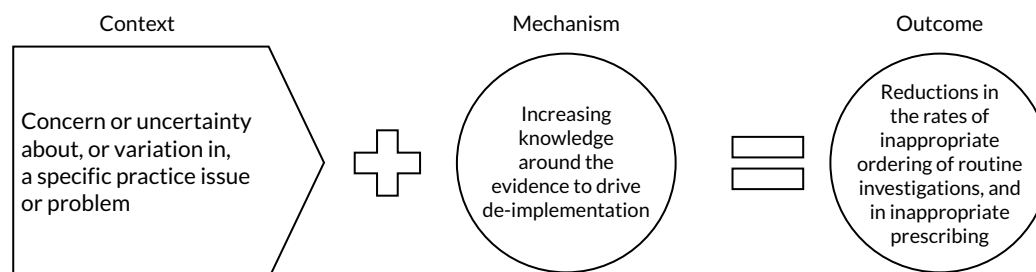 Context
Mechanism
Outcome
Concern or uncertainty
about, or variation in,
a specific practice issue
or problem
Increasing
knowledge
around the
evidence to drive
de-implementation
Reductions in
the rates of
inappropriate
ordering of routine
investigations, and
in inappropriate
prescribing